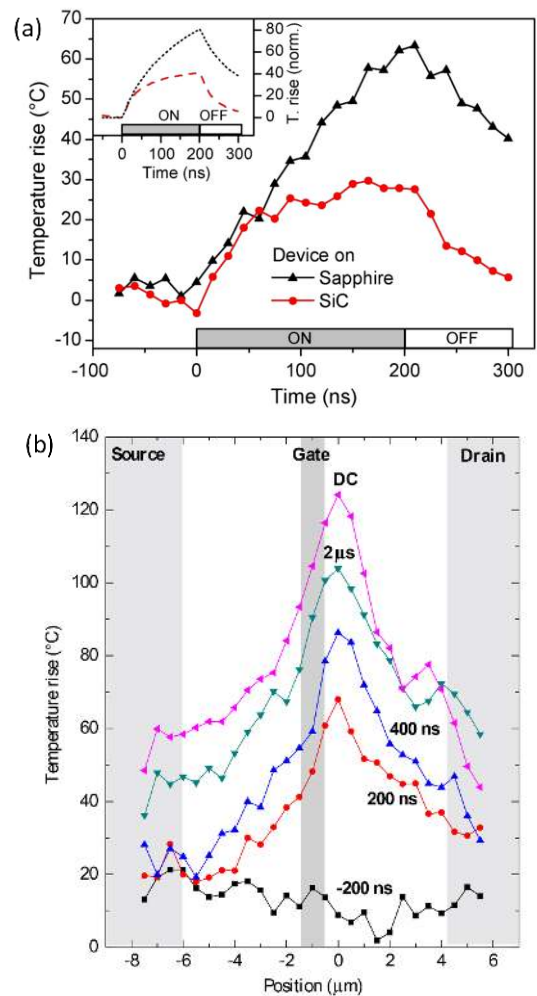 (a)
70
60
50
40
30
20
10
0
-10
Temperature rise (°C)
80
60
40
20
0
T. rise (norm.)
ON OFF
0 100 200 300
Time (ns)
Device on
Sapphire
SiC
ON OFF
-100 0 100 200 300
Time (ns)
(b)
140
120
100
80
60
40
20
0
Temperature rise (°C)
Source Gate Drain
DC
2 μs
400 ns
200 ns
-200 ns
-8 -6 -4 -2 0 2 4 6
Position (μm)